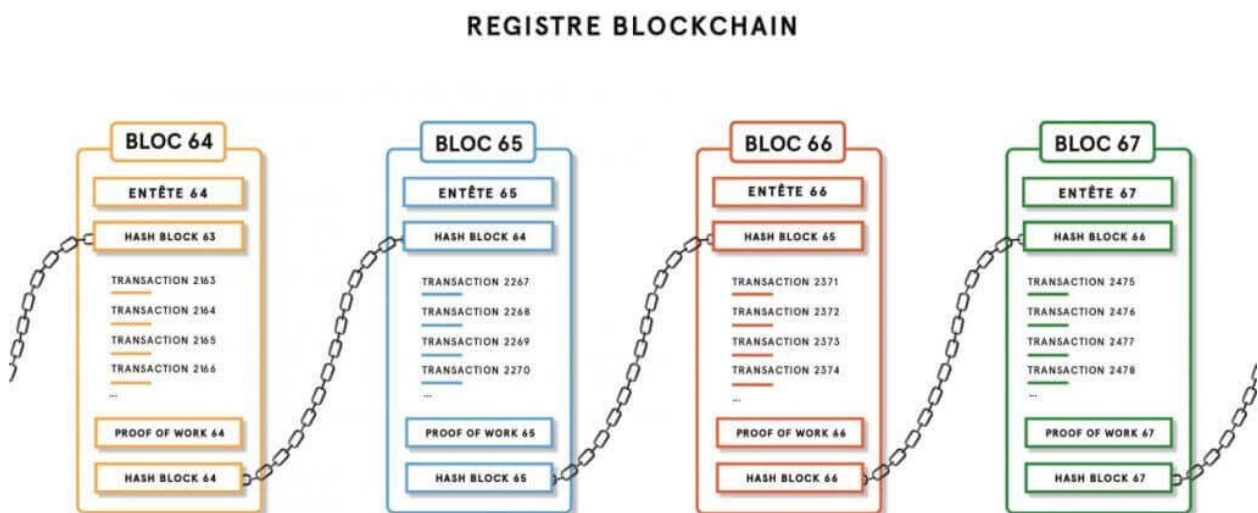 REGISTRE BLOCKCHAIN
BLOC 64
ENTÊTE 64
HASH BLOCK 63
TRANSACTION 2163
TRANSACTION 2164
TRANSACTION 2165
TRANSACTION 2166
...
PROOF OF WORK 64
HASH BLOCK 64
BLOC 65
ENTÊTE 65
HASH BLOCK 64
TRANSACTION 2267
TRANSACTION 2268
TRANSACTION 2269
TRANSACTION 2270
...
PROOF OF WORK 65
HASH BLOCK 65
BLOC 66
ENTÊTE 66
HASH BLOCK 65
TRANSACTION 2371
TRANSACTION 2372
TRANSACTION 2373
TRANSACTION 2374
...
PROOF OF WORK 66
HASH BLOCK 66
BLOC 67
ENTÊTE 67
HASH BLOCK 66
TRANSACTION 2475
TRANSACTION 2476
TRANSACTION 2477
TRANSACTION 2478
...
PROOF OF WORK 67
HASH BLOCK 67